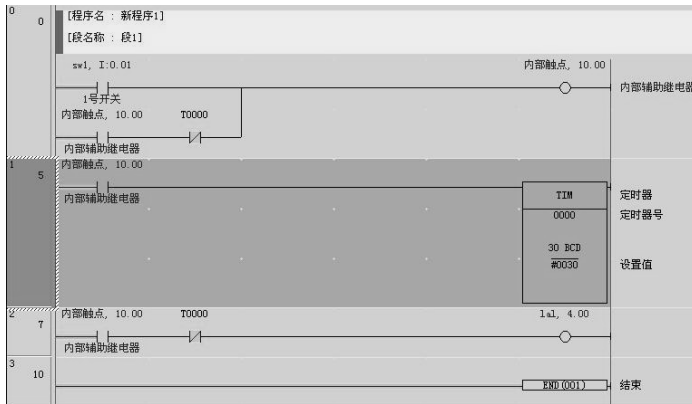 0
0
[程序名 : 新程序1]
[段名称 : 段1]
sw1, I:0.01
内部触点, 10.00
内部辅助继电器
1号开关
内部触点, 10.00 T0000
内部辅助继电器
1
5
内部触点, 10.00
内部辅助继电器
TIM
定时器
0000
定时器号
30 BCD
#0030
设置值
2
7
内部触点, 10.00 T0000
la1, 4.00
内部辅助继电器
3
10
END(001)
结束